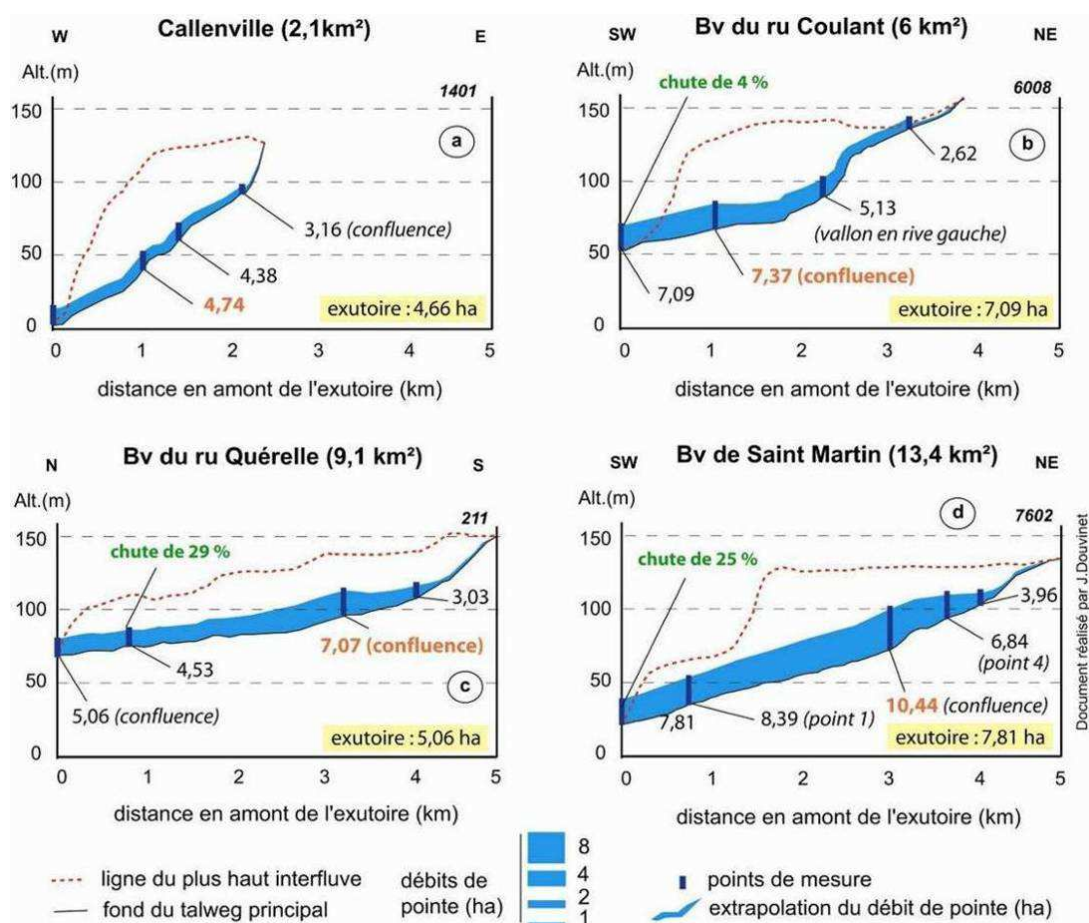 Callenville (2,1km²)
W
E
Alt.(m)
1401
150
a
100
3,16 (confluence)
50
4,38
4,74
exutoire : 4,66 ha
0
0 1 2 3 4 5
distance en amont de l'exutoire (km)
Bv du ru Coulant (6 km²)
SW
NE
Alt.(m)
chute de 4 %
6008
150
b
2,62
100
5,13
(vallon en rive gauche)
50
7,37 (confluence)
7,09
exutoire : 7,09 ha
0
0 1 2 3 4 5
distance en amont de l'exutoire (km)
Bv du ru Quérelle (9,1 km²)
N
S
Alt.(m)
211
150
chute de 29 %
100
3,03
7,07 (confluence)
4,53
c
50
5,06 (confluence)
exutoire : 5,06 ha
0
0 1 2 3 4 5
distance en amont de l'exutoire (km)
Bv de Saint Martin (13,4 km²)
SW
NE
Alt.(m)
d
7602
150
chute de 25 %
100
3,96
6,84
(point 4)
50
10,44 (confluence)
7,81
8,39 (point 1)
exutoire : 7,81 ha
0
0 1 2 3 4 5
distance en amont de l'exutoire (km)
Document réalisé par J.Douvinet
ligne du plus haut interfluve
fond du talweg principal
débits de
pointe (ha)
8
4
2
1
points de mesure
extrapolation du débit de pointe (ha)